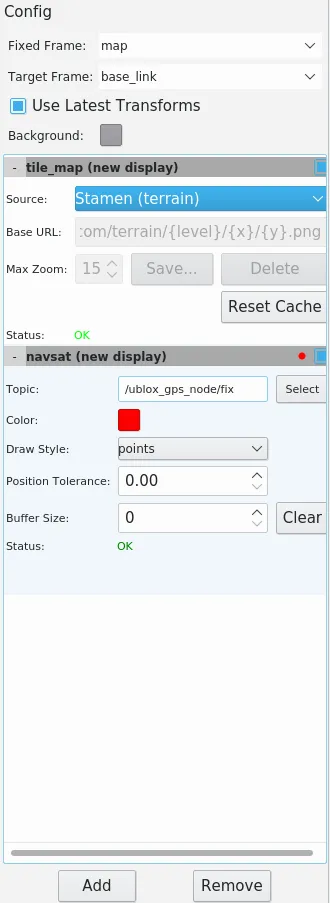 Config
Fixed Frame: map
Target Frame: base_link
Use Latest Transforms
Background:
- tile_map (new display)
Source: Stamen (terrain)
Base URL: :om/terrain/{level}/{x}/{y}.png
Max Zoom: 15 Save... Delete
Reset Cache
Status: OK
- navsat (new display)
Topic: /ublox_gps_node/fix Select
Color:
Draw Style: points
Position Tolerance: 0.00
Buffer Size: 0 Clear
Status: OK
Add Remove